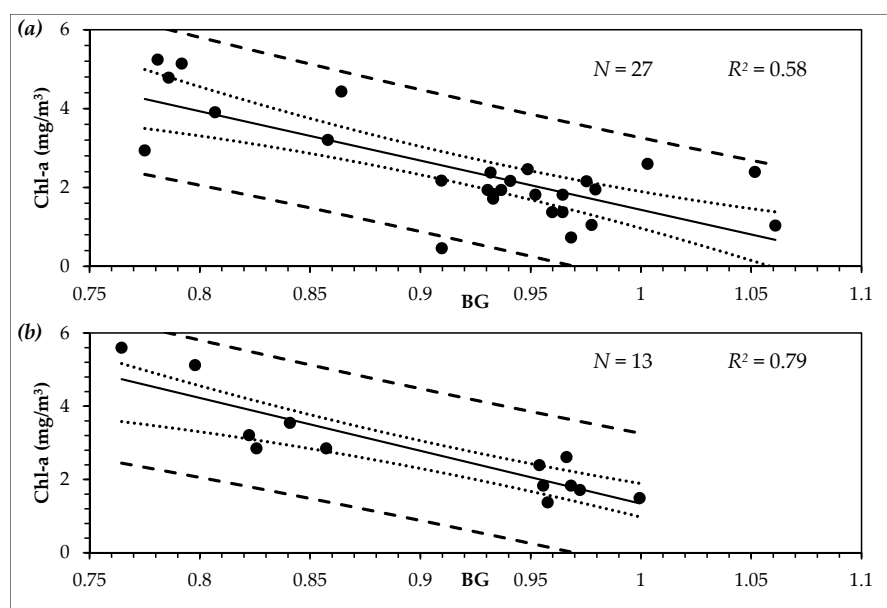 (a)
N = 27 R² = 0.58
Chl-a (mg/m³)
6
4
2
0
0.75 0.8 0.85 0.9 0.95 1 1.05 1.1
BG
(b)
N = 13 R² = 0.79
Chl-a (mg/m³)
6
4
2
0
0.75 0.8 0.85 0.9 0.95 1 1.05 1.1
BG